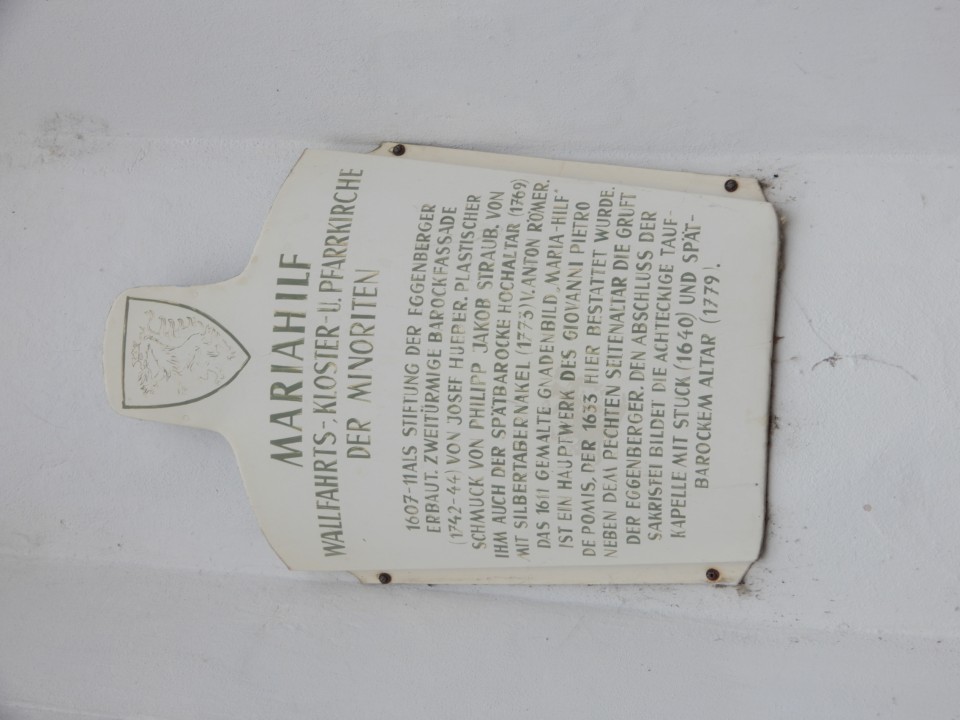 MARIAHILF
WALLFAHRTS-, KLOSTER-U. PFARRKIRCHE
DER MINORITEN
1607-11 ALS STIFTUNG DER EGGENBERGER
ERBAUT. ZWEITÜRMIGE BAROCKFASSADE
(1742-44) VON JOSEF HUEBER. PLASTISCHER
SCHMUCK VON PHILIPP JAKOB STRAUB, VON
IHM AUCH DER SPÄTBAROCKE HOCHALTAR (1769)
MIT SILBERTABERNAKEL (1773) V. ANTON RÖMER.
DAS 1611 GEMALTE GNADENBILD „MARIA-HILF"
IST EIN HAUPTWERK DES GIOVANNI PIETRO
DE POMIS, DER 1633 HIER BESTATTET WURDE.
NEBEN DEM RECHTEN SEITENALTAR DIE GRUFT
DER EGGENBERGER. DEN ABSCHLUSS DER
SAKRISTEI BILDET DIE ACHTECKIGE TAUF-
KAPELLE MIT STUCK (1640) UND SPÄT-
BAROCKEM ALTAR (1779).